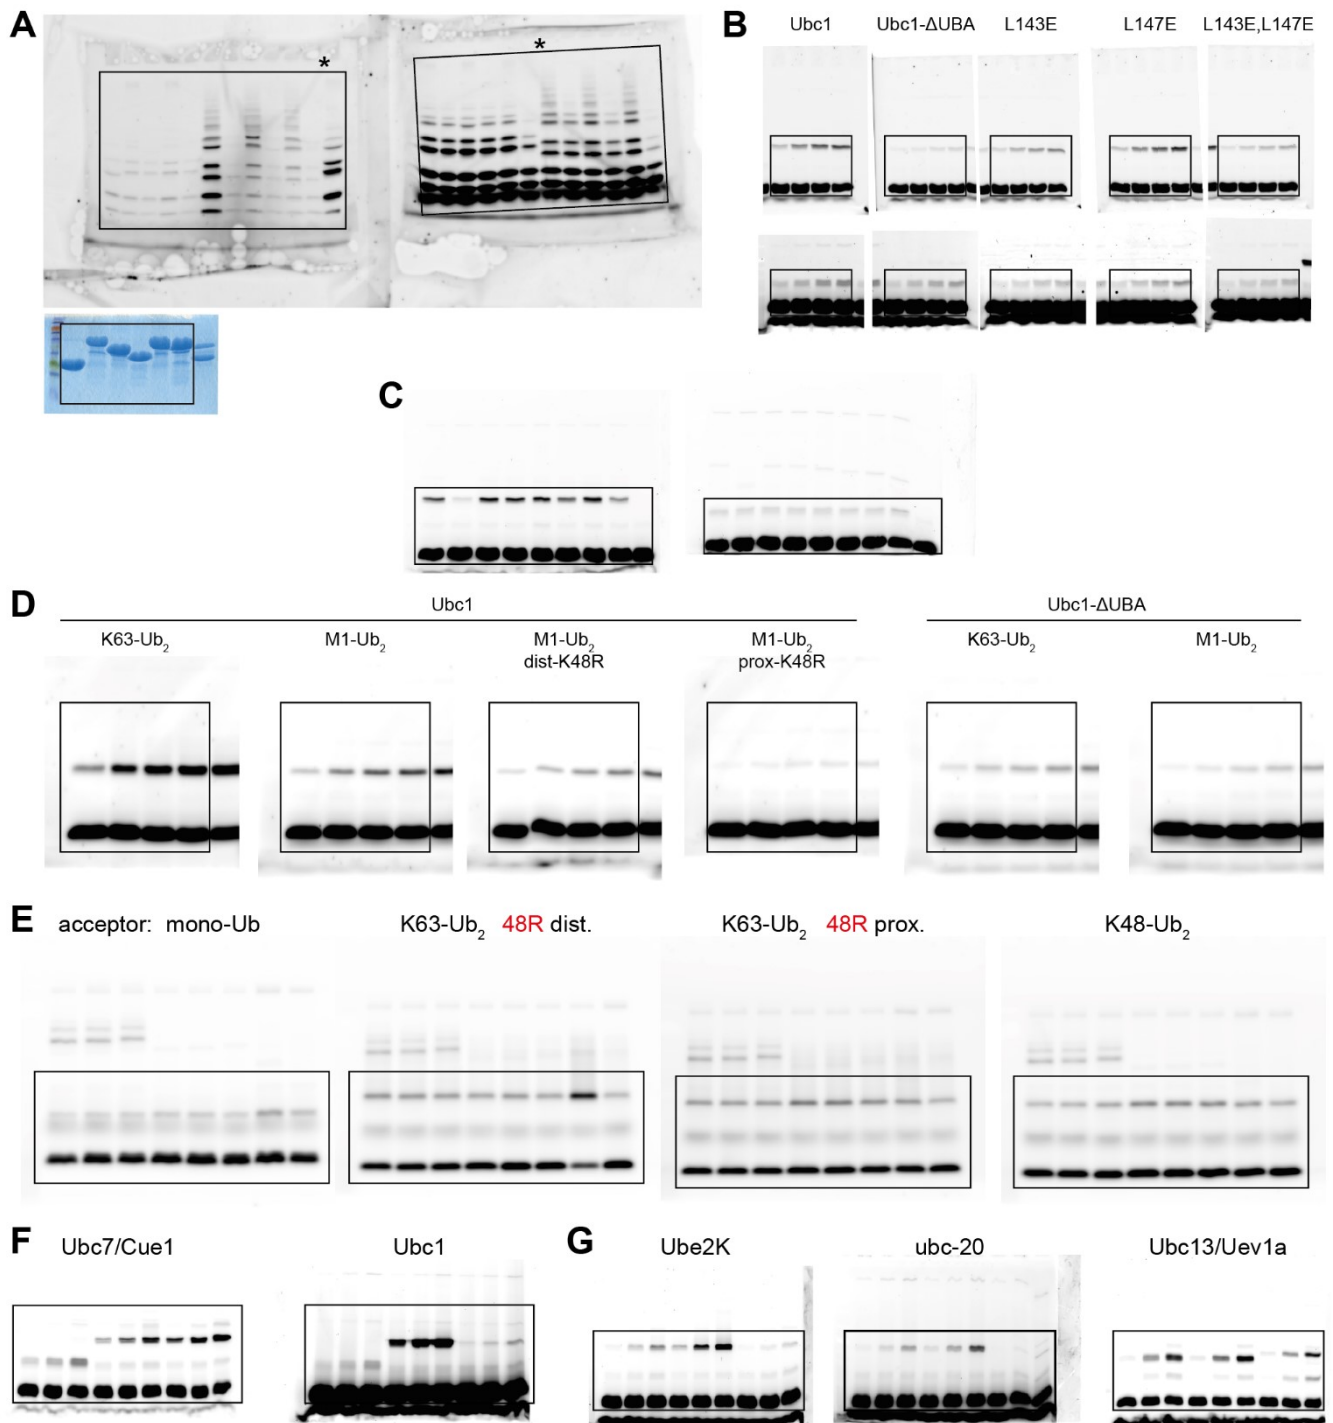 A
*
*
B
Ubc1 Ubc1-ΔUBA L143E L147E L143E,L147E
C
D
Ubc1 Ubc1-ΔUBA
K63-Ub₂ M1-Ub₂ M1-Ub₂ M1-Ub₂ K63-Ub₂ M1-Ub₂
dist-K48R prox-K48R
E
acceptor: mono-Ub K63-Ub₂ 48R dist. K63-Ub₂ 48R prox. K48-Ub₂
F
Ubc7/Cue1 Ubc1
G
Ube2K ubc-20 Ubc13/Uev1a